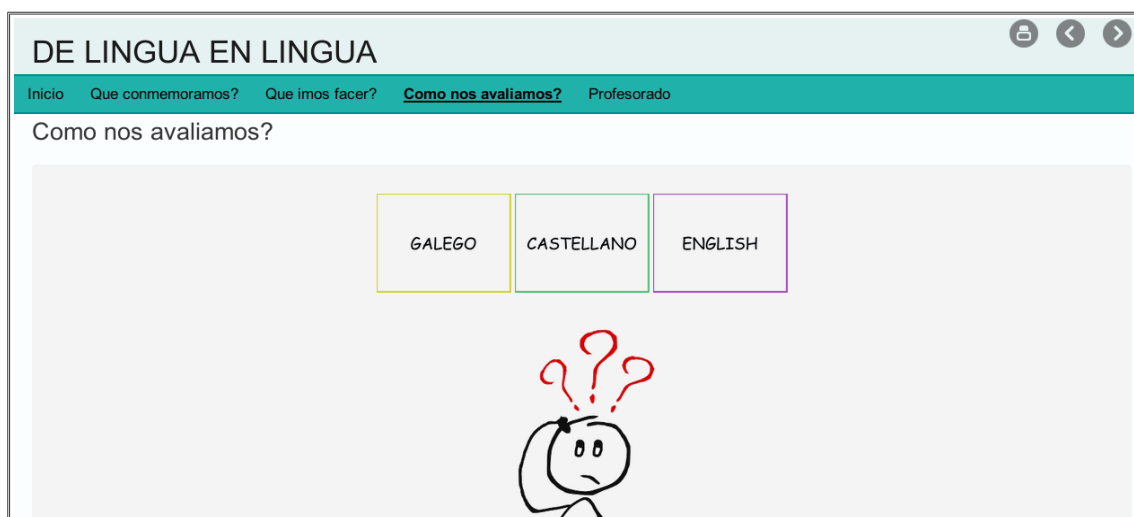 DE LINGUA EN LINGUA
Inicio Que conmemoramos? Que imos facer? Como nos avaliamos? Profesorado
Como nos avaliamos?
GALEGO CASTELLANO ENGLISH
???